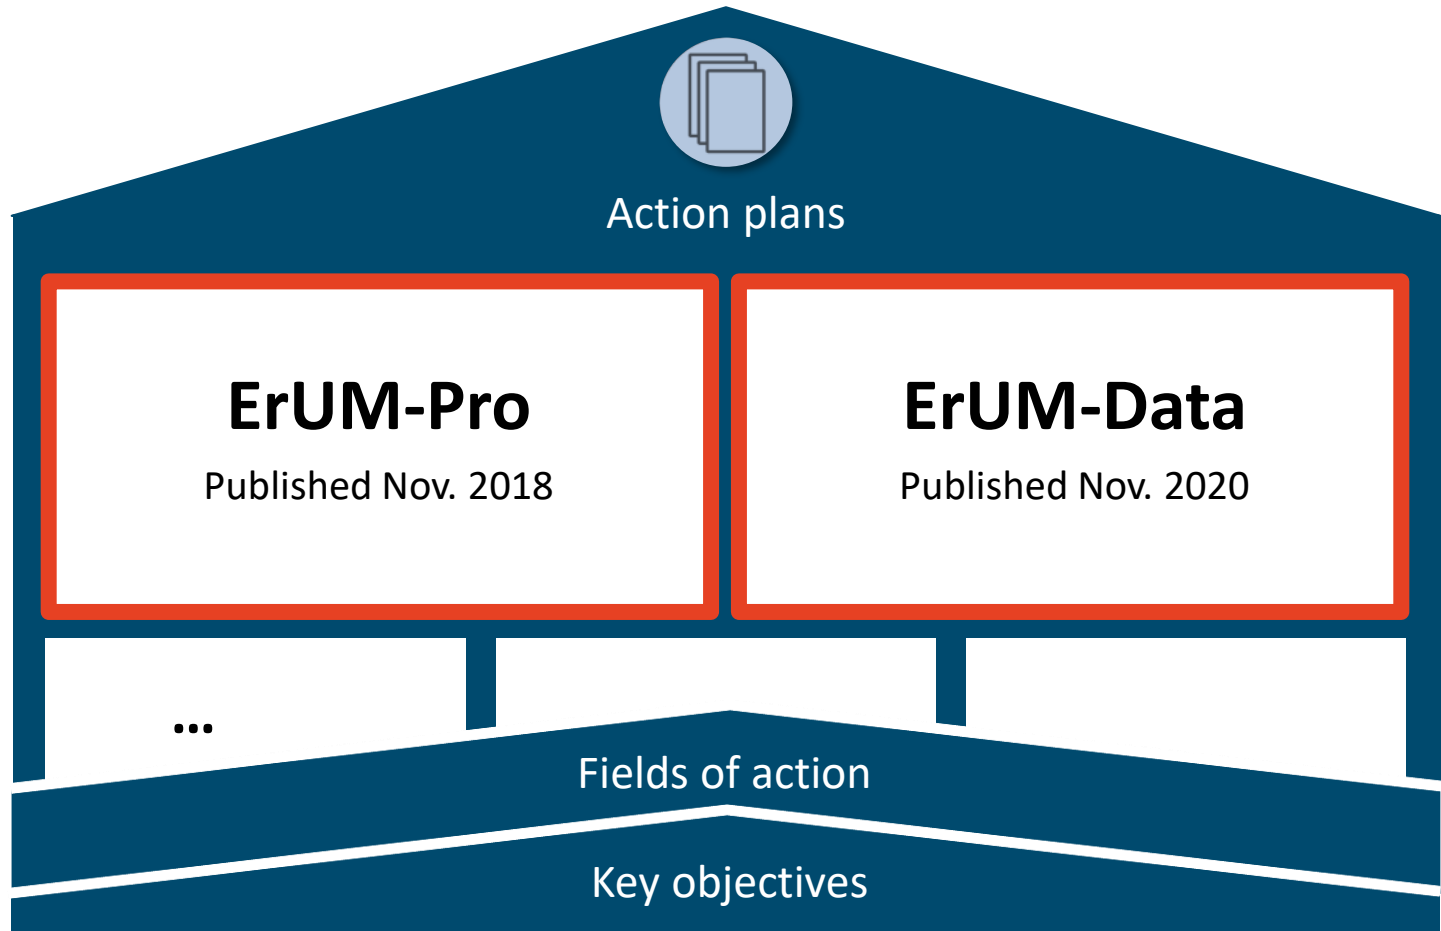 Action plans
ErUM-Pro
Published Nov. 2018
ErUM-Data
Published Nov. 2020
...
Fields of action
Key objectives